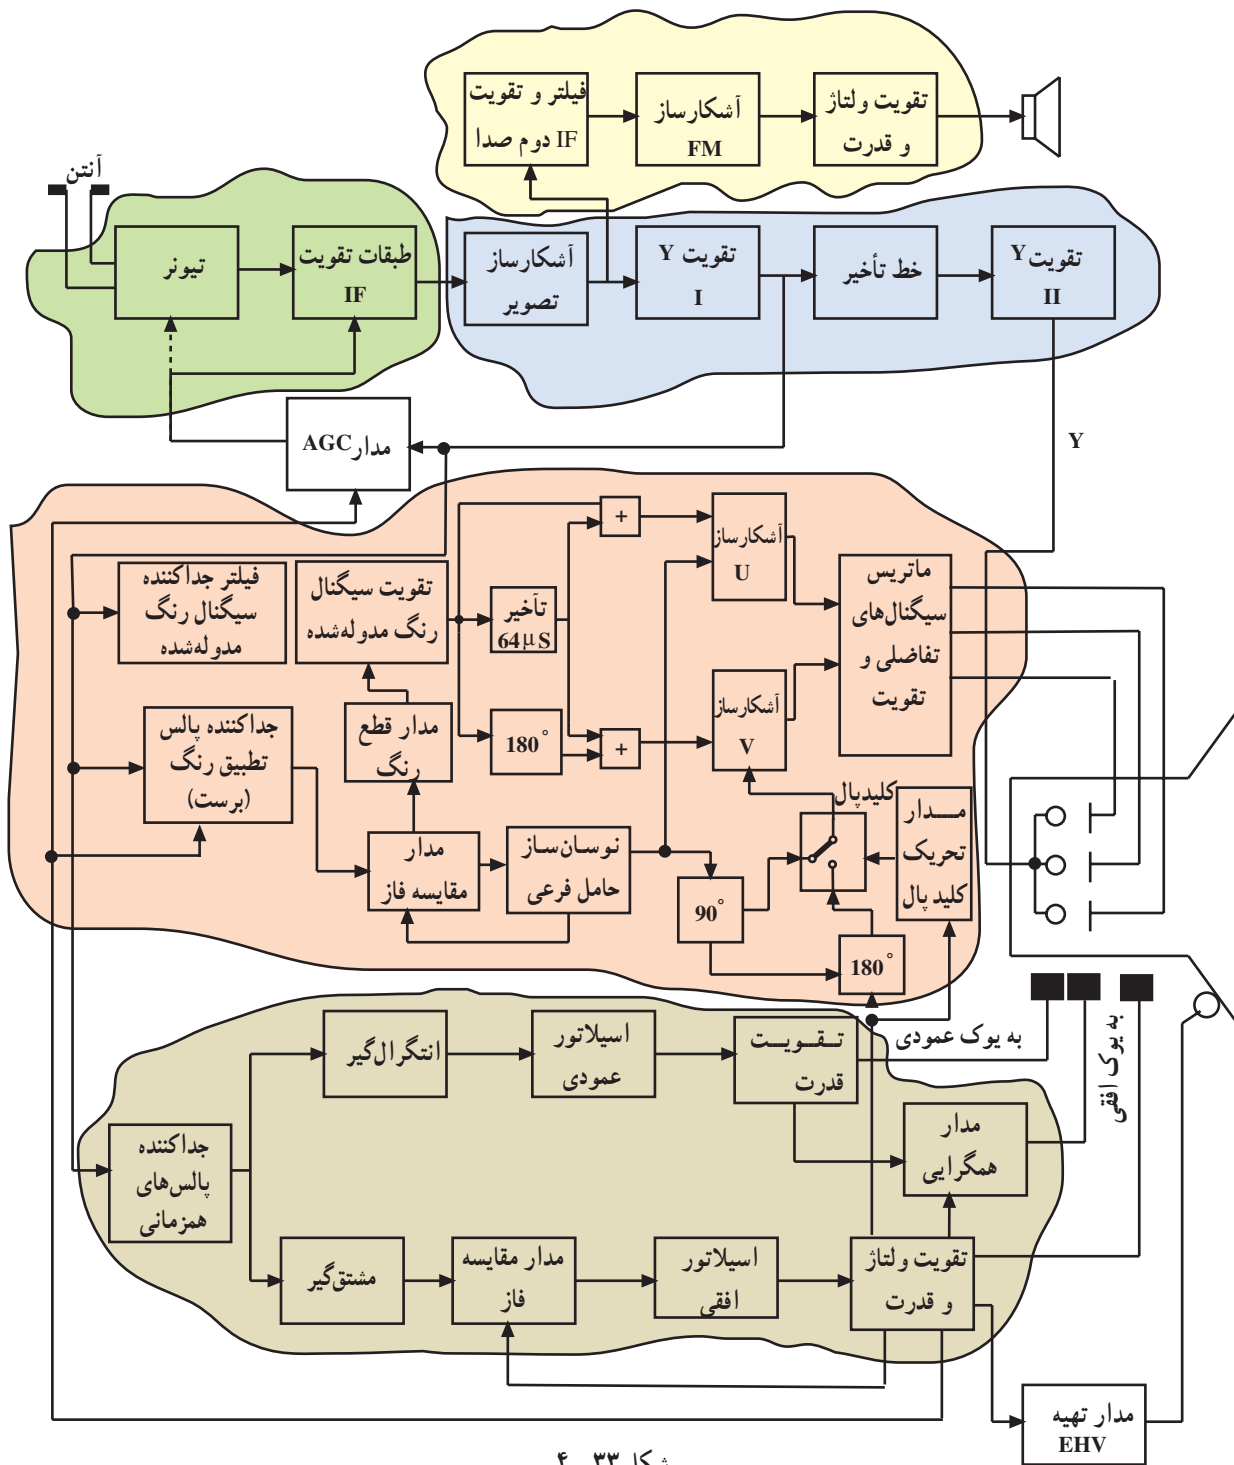 فیلتر و تقویت
IF دوم صدا
آشکارساز
FM
تقویت ولتاژ
و قدرت
آنتن
تیونر
طبقات تقویت
IF
آشکارساز
تصویر
تقویت Y
I
خط تأخیر
تقویت Y
II
مدار AGC
Y
فیلتر جداکننده
سیگنال رنگ
مدوله‌شده
تقویت سیگنال
رنگ مدوله‌شده
تأخیر
64μS
+
آشکارساز
U
ماتریس
سیگنال‌های
تفاضلی و
تقویت
جداکننده پالس
تطبیق رنگ
(برست)
مدار قطع
رنگ
180°
+
آشکارساز
V
کلیدپال
مدار
تحریک
کلید پال
مدار
مقایسه فاز
نوسان‌ساز
حامل فرعی
90°
180°
انتگرال‌گیر
اسیلاتور
عمودی
تقویت
قدرت
به یوک عمودی
به یوک افقی
جداکننده
پالس‌های
همزمانی
مدار
همگرایی
مشتق‌گیر
مدار مقایسه
فاز
اسیلاتور
افقی
تقویت ولتاژ
و قدرت
مدار تهیه
EHV
شکل ۳۳ ـ ۴